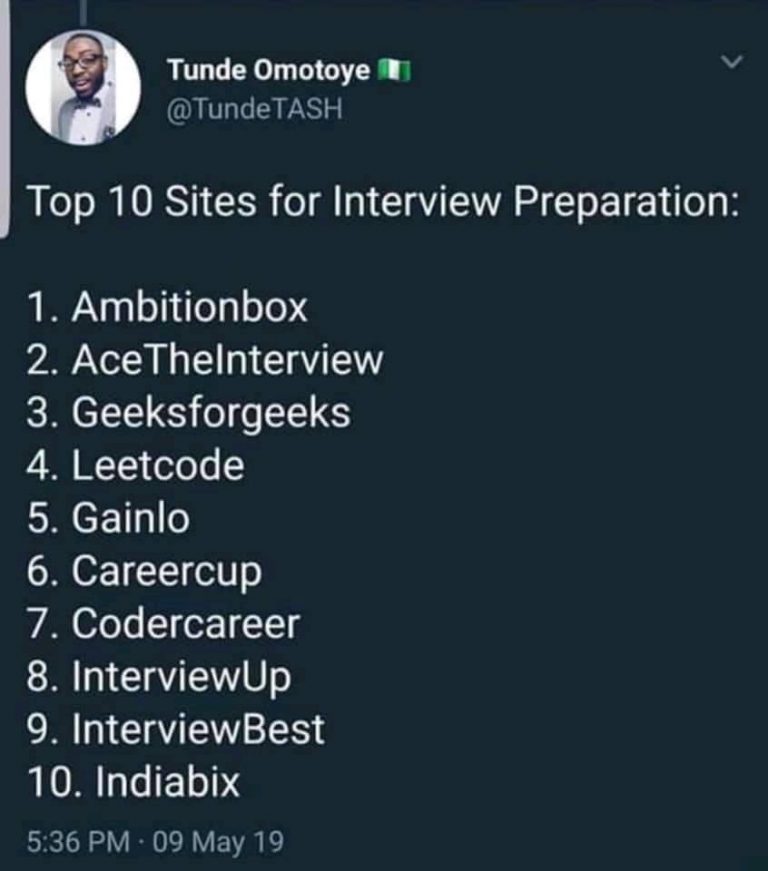 Tunde Omotoye 🇳🇬
@TundeTASH
Top 10 Sites for Interview Preparation:
1. Ambitionbox
2. AceTheInterview
3. Geeksforgeeks
4. Leetcode
5. Gainlo
6. Careercup
7. Codercareer
8. InterviewUp
9. InterviewBest
10. Indiabix
5:36 PM · 09 May 19